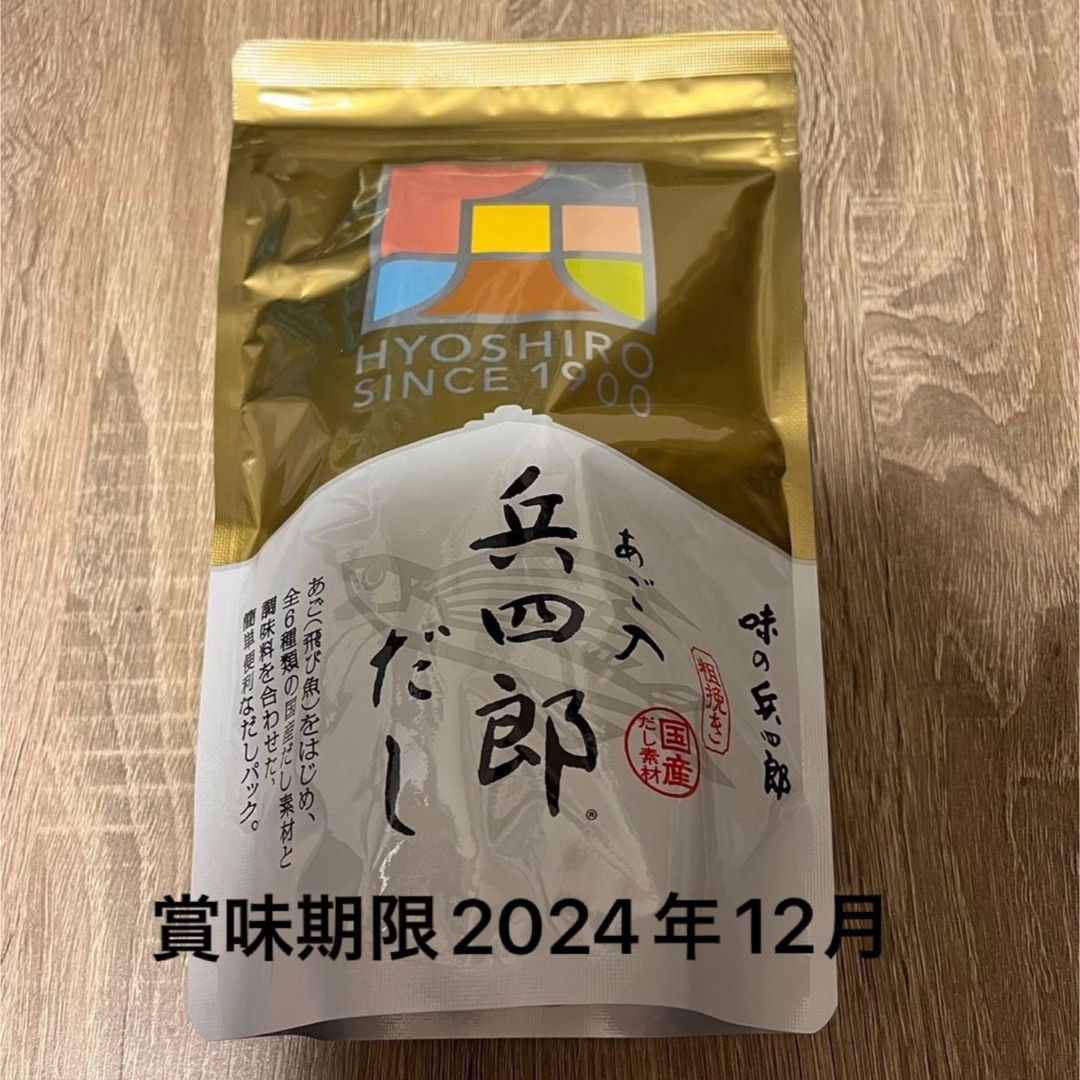 HYOSHIRO
SINCE 1900
味の兵四郎
粗挽き
国産
だし素材
あご入
兵四郎
だし
®
あご(飛び魚)をはじめ、
全6種類の国産だし素材と
調味料を合わせた、
簡単便利なだしパック。
賞味期限2024年12月